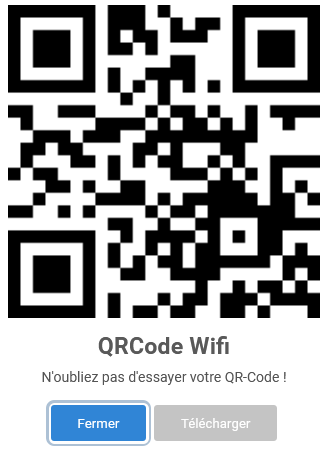 QRCode Wifi
N'oubliez pas d'essayer votre QR-Code !
Fermer
Télécharger